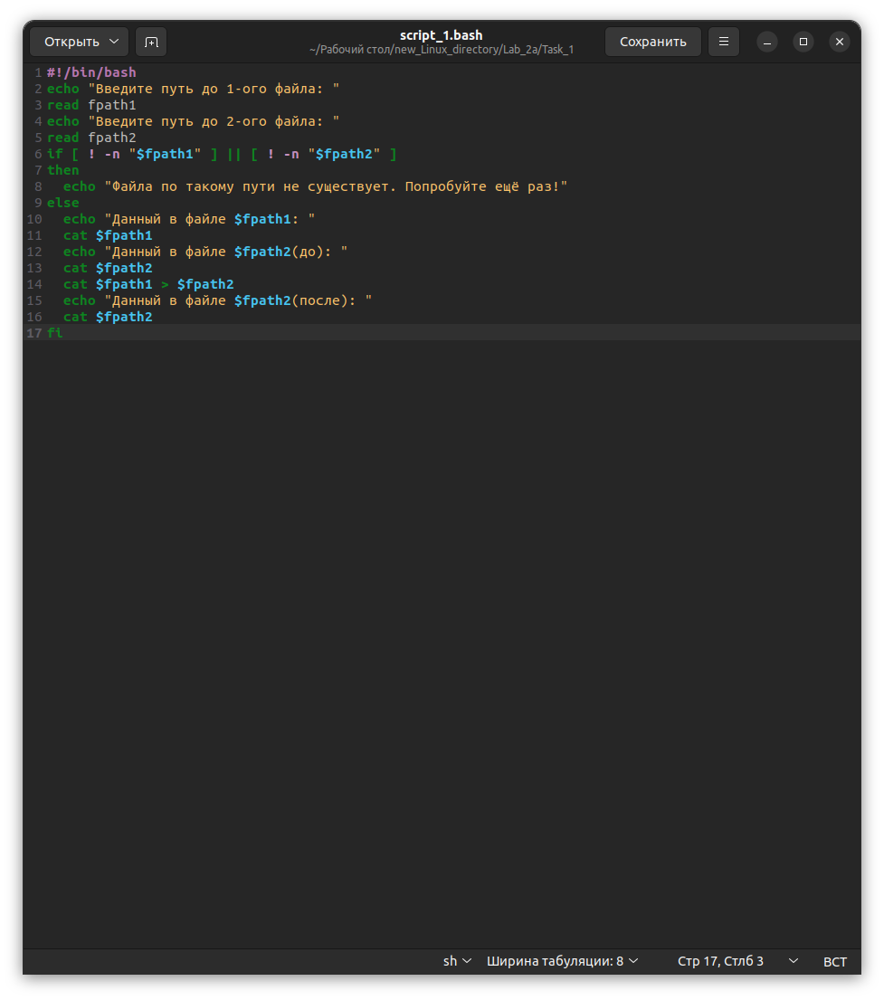 Открыть
script_1.bash
~/Рабочий стол/new_Linux_directory/Lab_2a/Task_1
Сохранить
1 #!/bin/bash
2 echo "Введите путь до 1-ого файла: "
3 read fpath1
4 echo "Введите путь до 2-ого файла: "
5 read fpath2
6 if [ ! -n "$fpath1" ] || [ ! -n "$fpath2" ]
7 then
8   echo "Файла по такому пути не существует. Попробуйте ещё раз!"
9 else
10   echo "Данный в файле $fpath1: "
11   cat $fpath1
12   echo "Данный в файле $fpath2(до): "
13   cat $fpath2
14   cat $fpath1 > $fpath2
15   echo "Данный в файле $fpath2(после): "
16   cat $fpath2
17 fi
sh Ширина табуляции: 8 Стр 17, Стлб 3 ВСТ